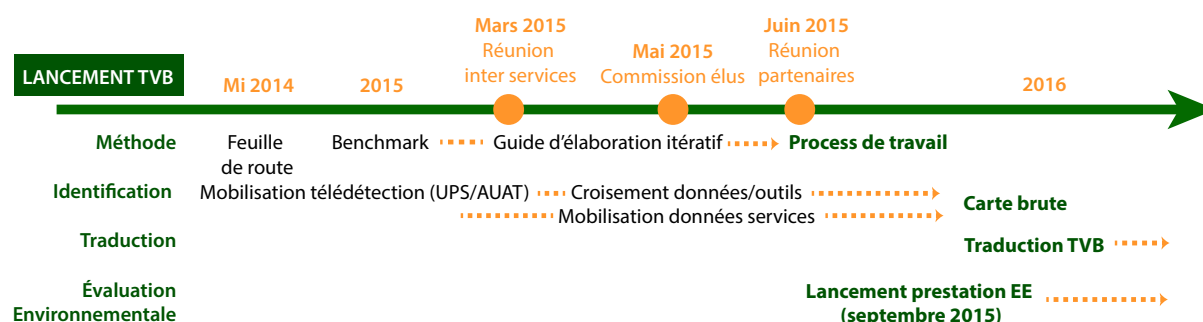 Mars 2015
Réunion
inter services
Mai 2015
Commission élus
Juin 2015
Réunion
partenaires
LANCEMENT TVB
Mi 2014
2015
2016
Méthode
Feuille
de route
Benchmark
Guide d'élaboration itératif
Process de travail
Identification
Mobilisation télédétection (UPS/AUAT)
Croisement données/outils
Mobilisation données services
Carte brute
Traduction
Traduction TVB
Évaluation
Environnementale
Lancement prestation EE
(septembre 2015)